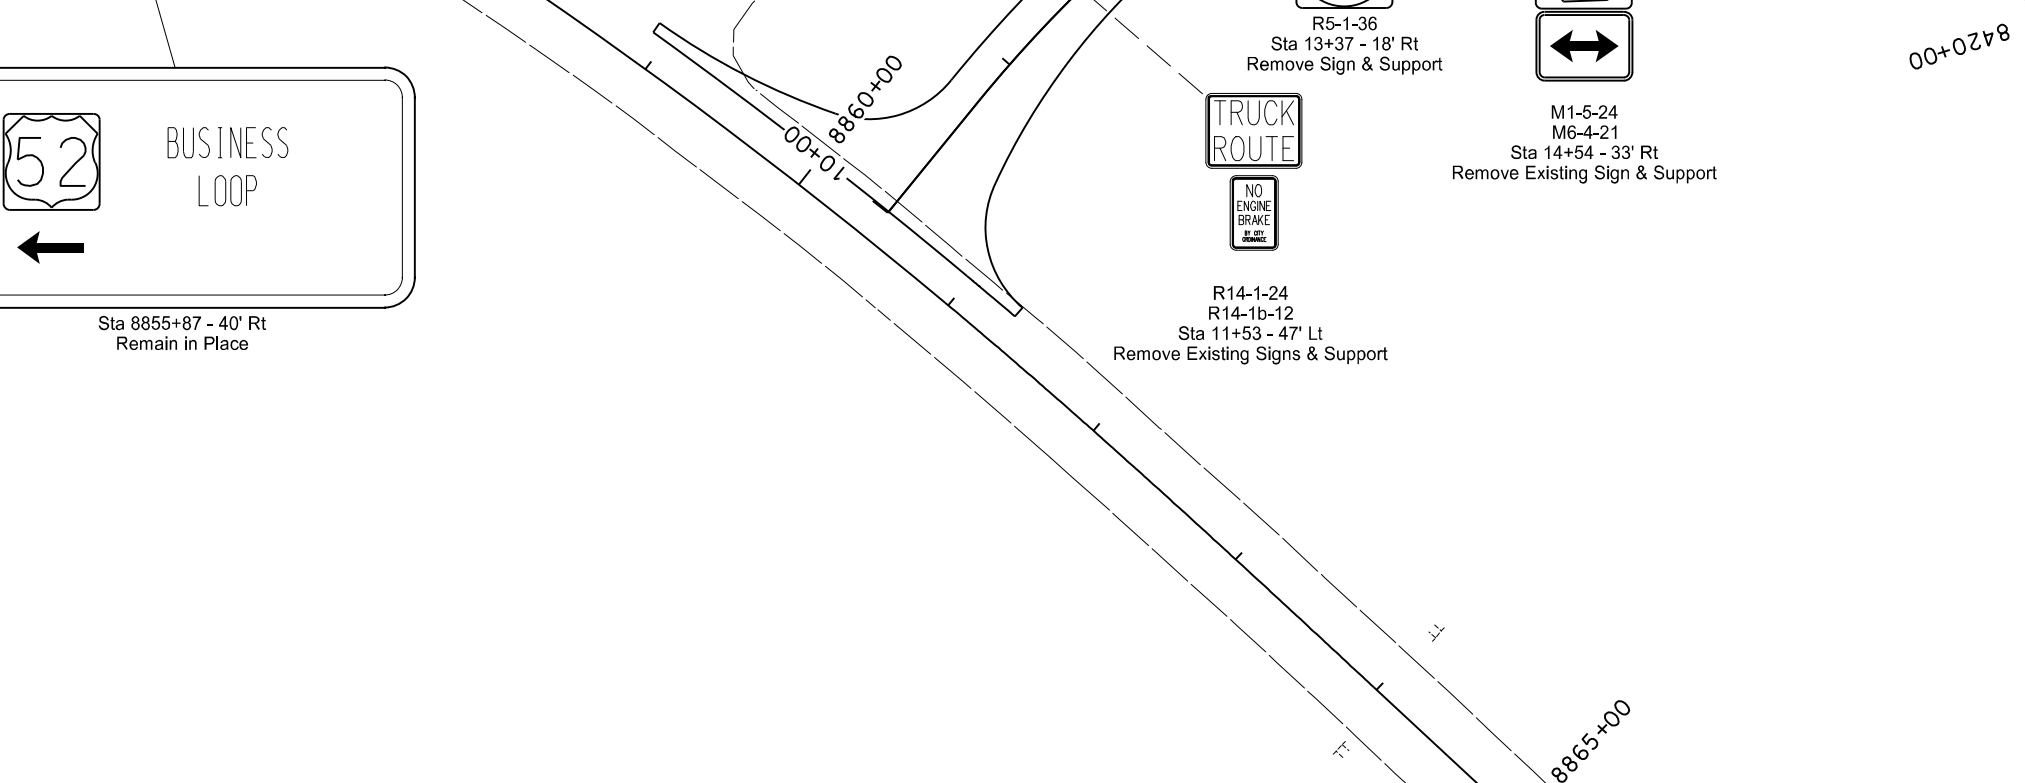 R5-1-36
Sta 13+37 - 18' Rt
Remove Sign & Support
8420+00
M1-5-24
M6-4-21
Sta 14+54 - 33' Rt
Remove Existing Sign & Support
8860+00
10+00
TRUCK
ROUTE
NO
ENGINE
BRAKE
BY CITY
ORDINANCE
R14-1-24
R14-1b-12
Sta 11+53 - 47' Lt
Remove Existing Signs & Support
52
BUSINESS
LOOP
Sta 8855+87 - 40' Rt
Remain in Place
8865+00